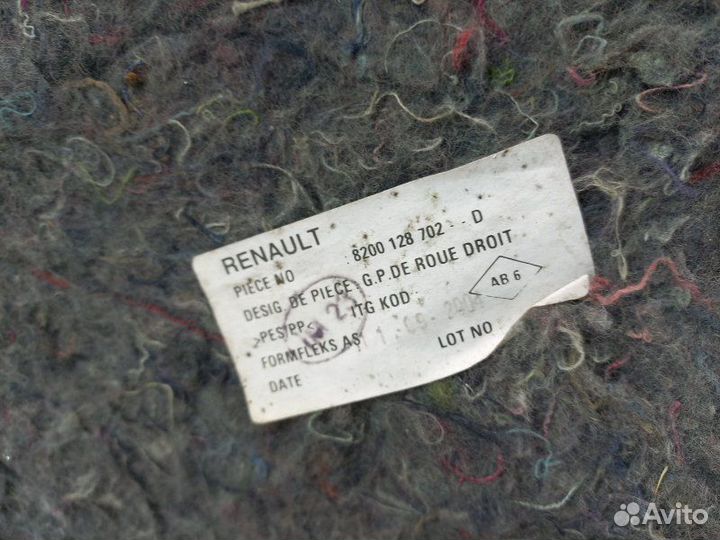 RENAULT
PIECE NO 8200 128 702 - - D
DESIG. DE PIECE : G.P.DE ROUE DROIT
>PES/PP< ITG KOD AB 6
FORMFLEKS AS LOT NO
DATE
Avito